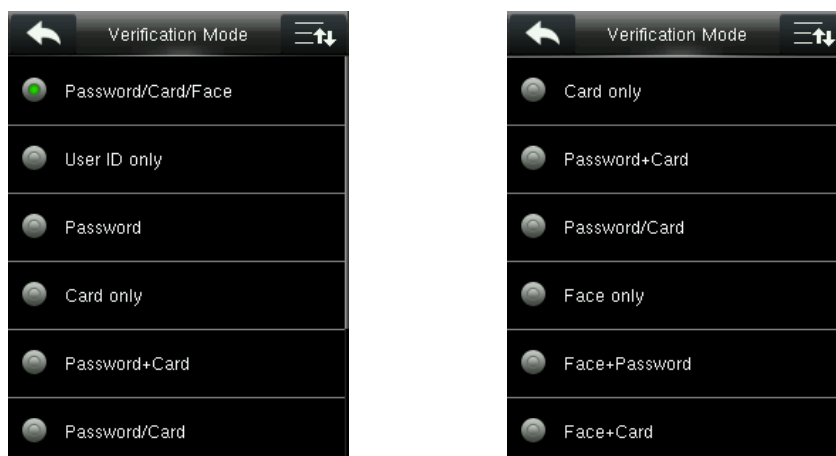 Verification Mode
Password/Card/Face
User ID only
Password
Card only
Password+Card
Password/Card
Verification Mode
Card only
Password+Card
Password/Card
Face only
Face+Password
Face+Card